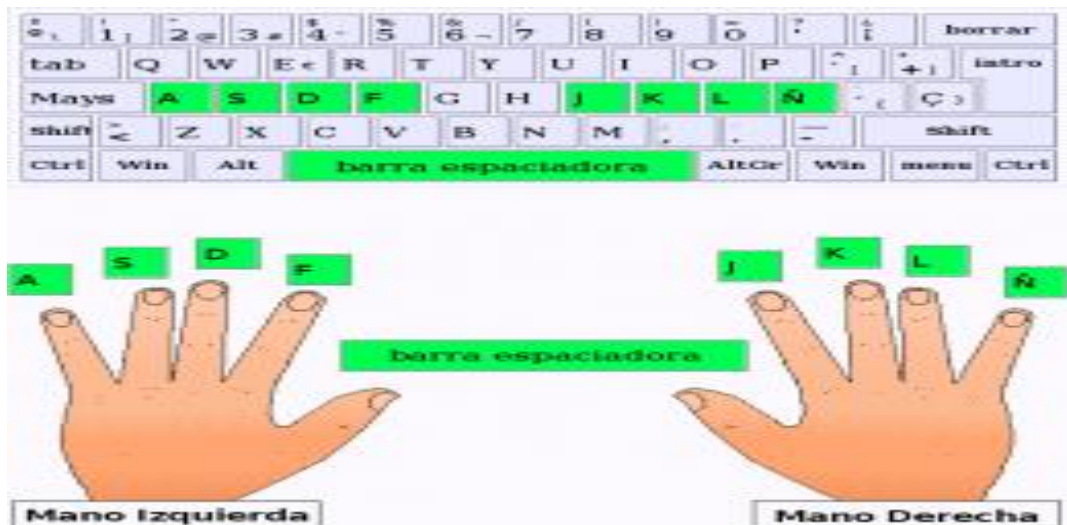 1 2 @ 3 # 4 5 6 7 8 9 0 borrar
tab Q W E € R T Y U I O P + intro
Mays A S D F G H J K L Ñ Ç
Shift < Z X C V B N M , . - Shift
Ctrl Win Alt barra espaciadora AltGr Win menu Ctrl
A S D F J K L Ñ
barra espaciadora
Mano Izquierda Mano Derecha